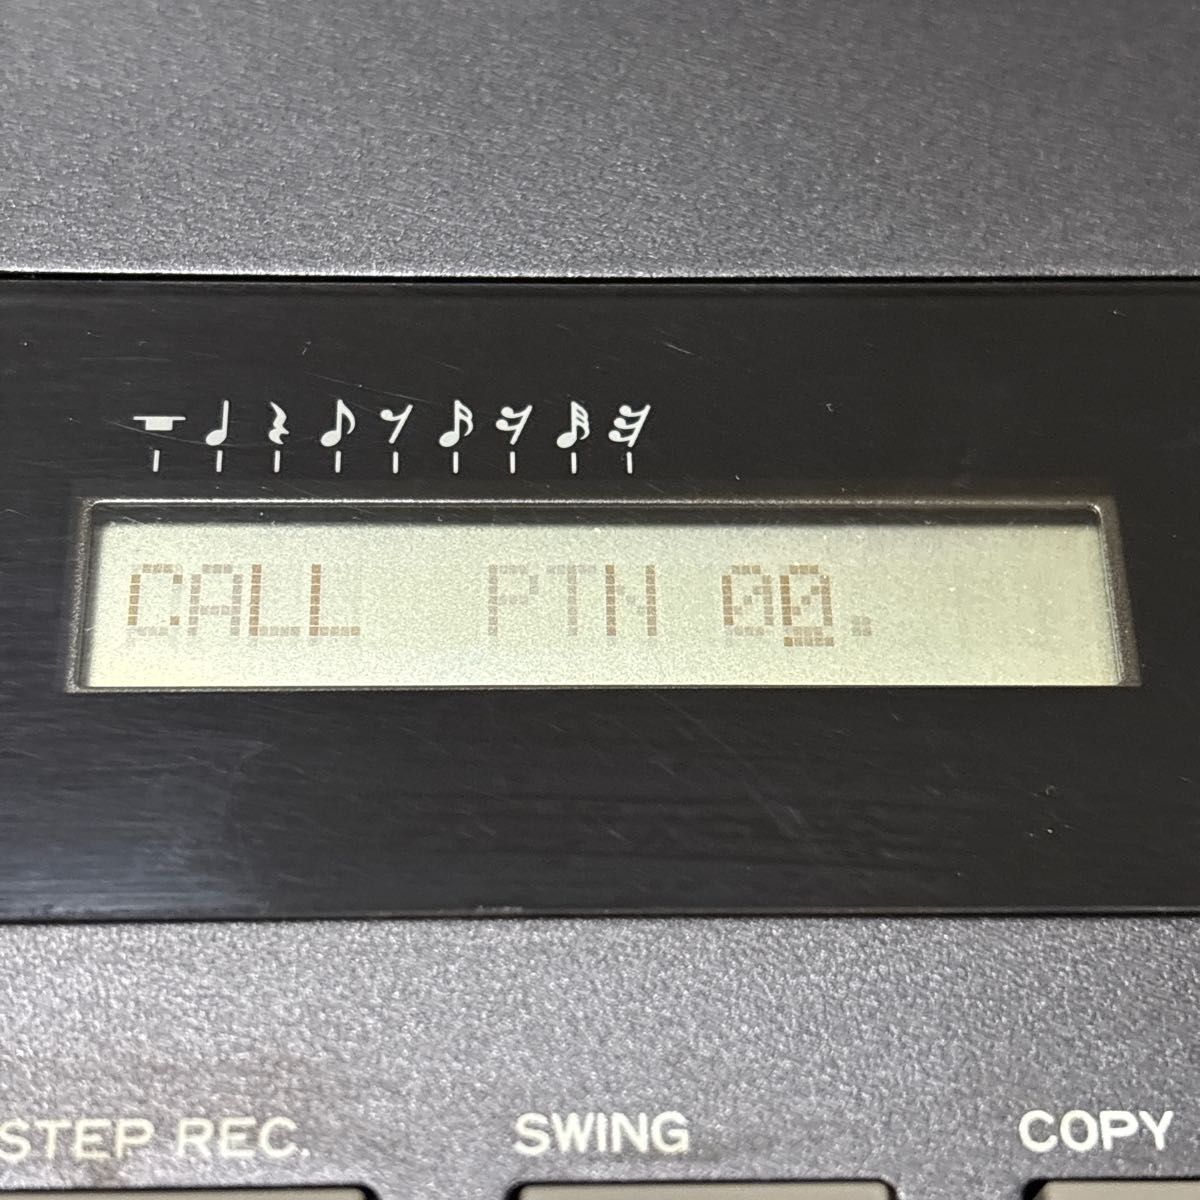 CALL PTN 00.
STEP REC. SWING COPY